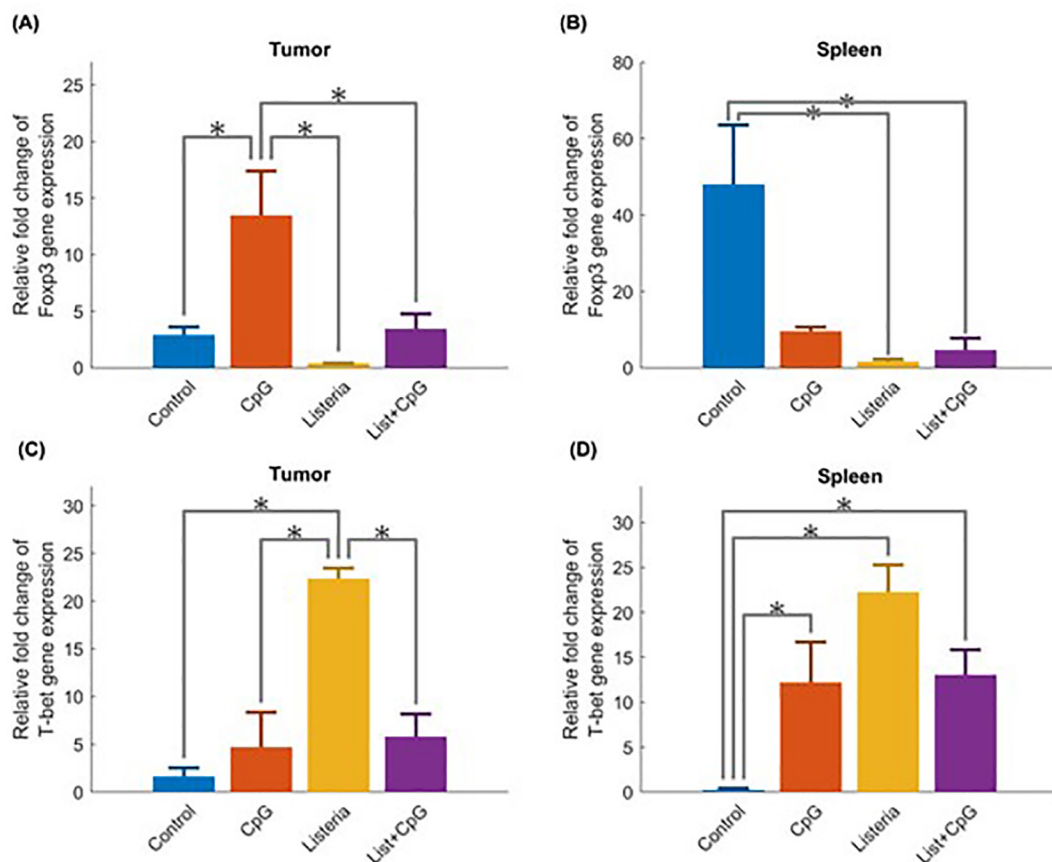 (A)
Tumor
Relative fold change of
Foxp3 gene expression
25
20
15
10
5
0
*
*
*
Control
CpG
Listeria
List+CpG
(B)
Spleen
Relative fold change of
Foxp3 gene expression
80
60
40
20
0
*
*
Control
CpG
Listeria
List+CpG
(C)
Tumor
Relative fold change of
T-bet gene expression
30
25
20
15
10
5
0
*
*
*
Control
CpG
Listeria
List+CpG
(D)
Spleen
Relative fold change of
T-bet gene expression
30
25
20
15
10
5
0
*
*
*
Control
CpG
Listeria
List+CpG